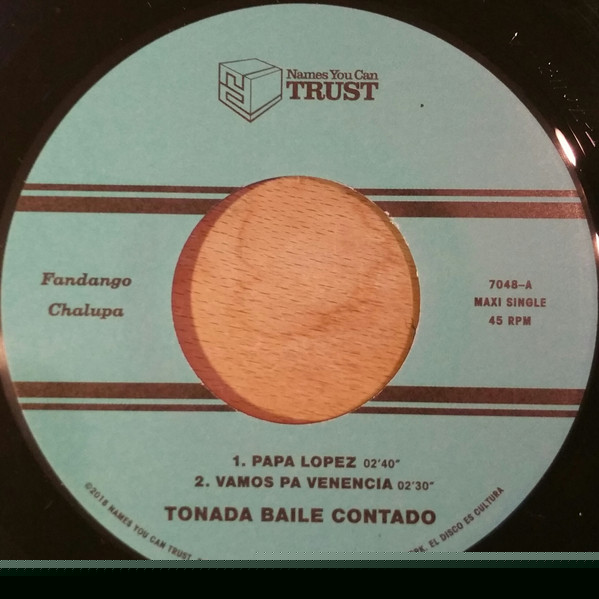 Names You Can
TRUST
Fandango
Chalupa
7048-A
MAXI SINGLE
45 RPM
1. PAPA LOPEZ 02'40"
2. VAMOS PA VENENCIA 02'30"
TONADA BAILE CONTADO
©2018 NAMES YOU CAN TRUST
EL DISCO ES CULTURA